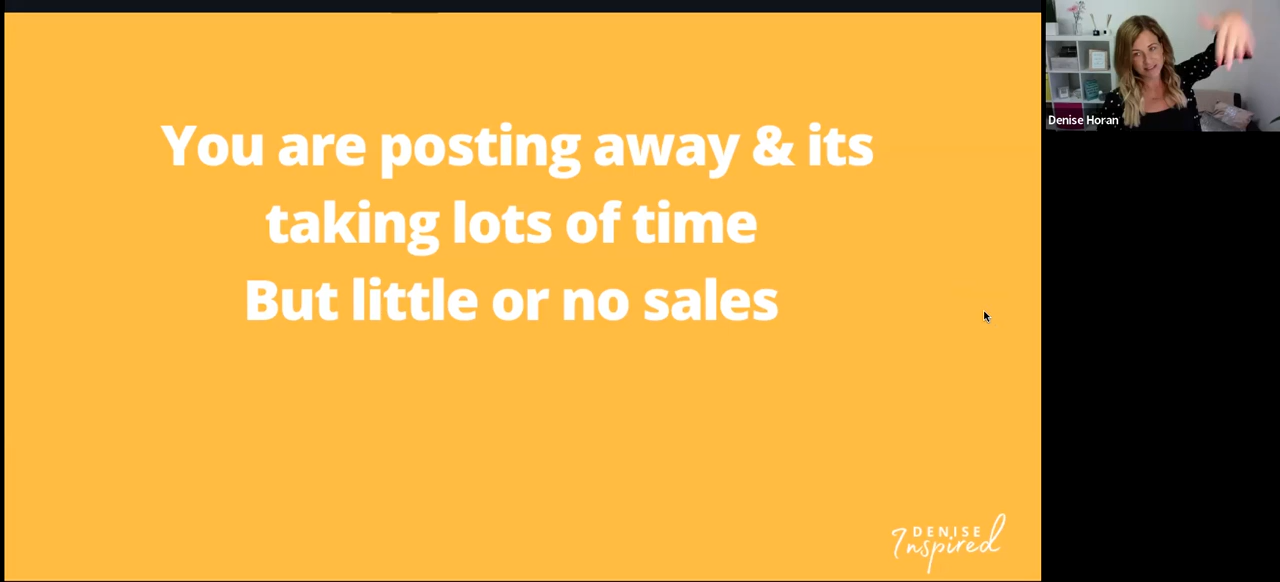 You are posting away & its
taking lots of time
But little or no sales
Denise Horan
DENISE
Inspired